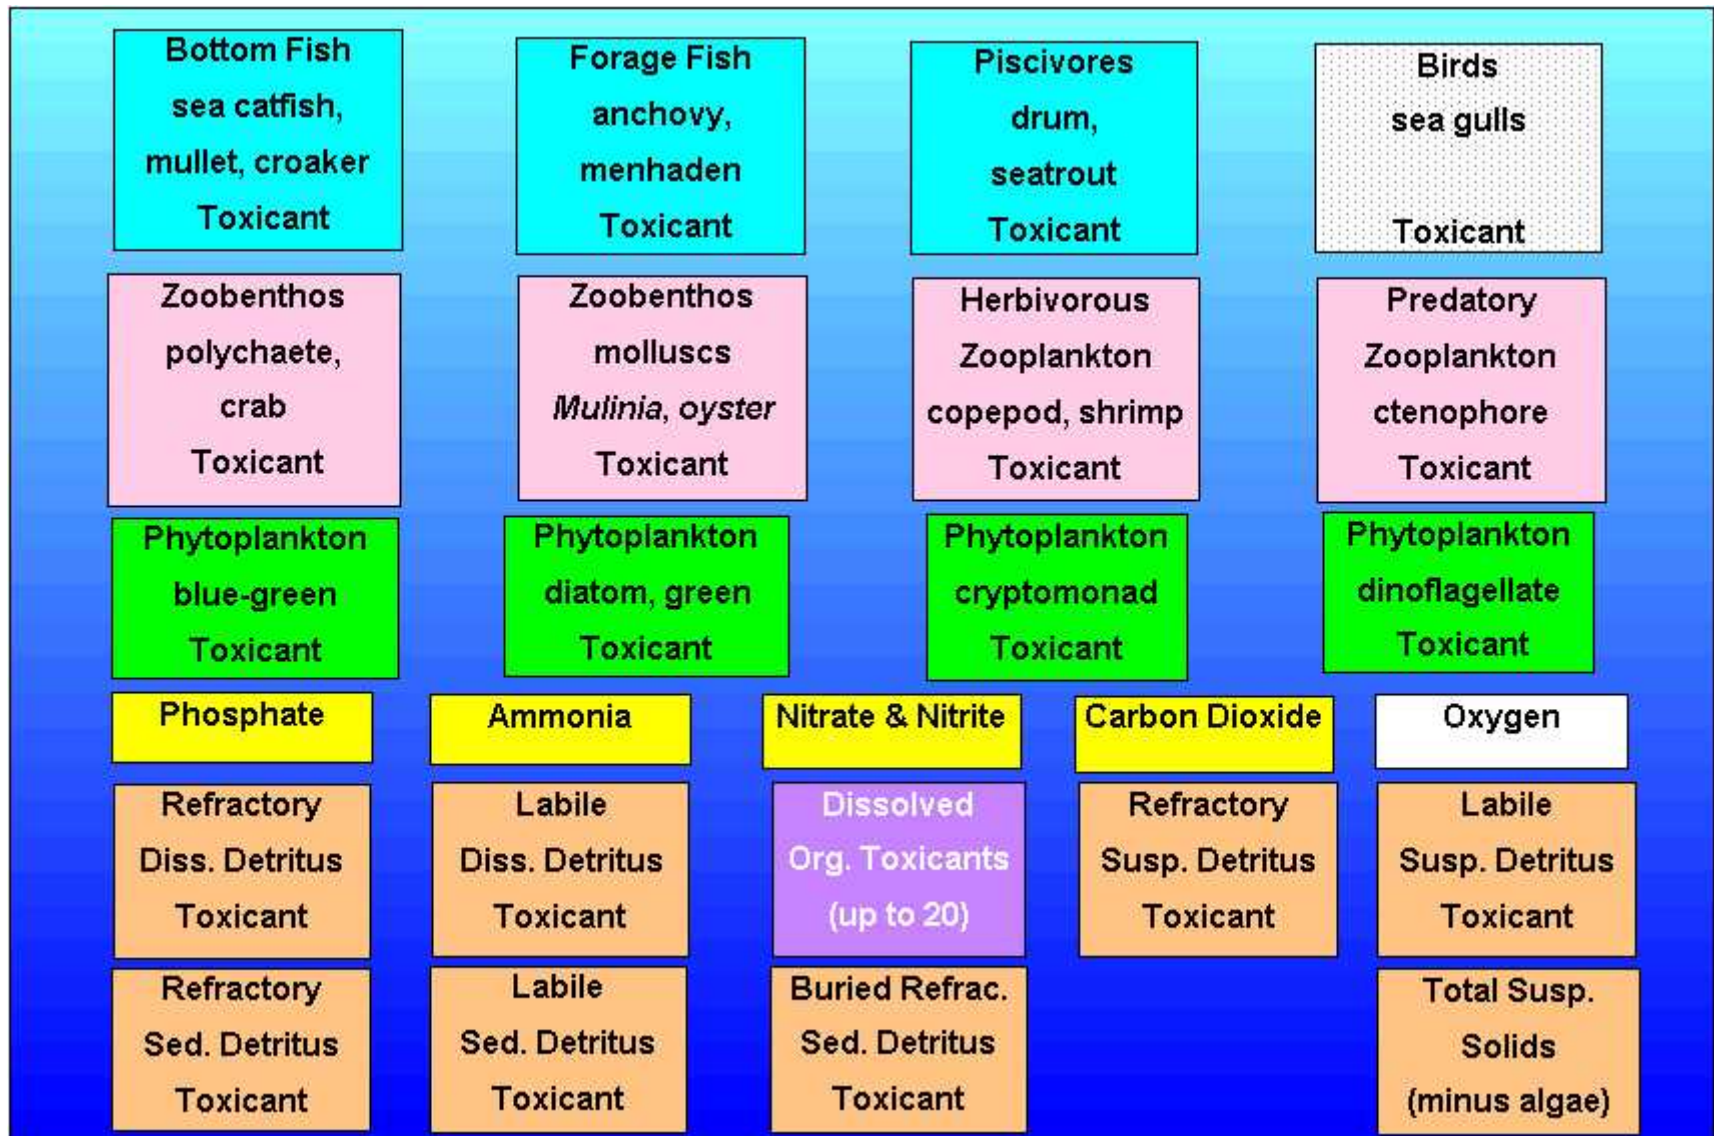 Bottom Fish
sea catfish,
mullet, croaker
Toxicant
Forage Fish
anchovy,
menhaden
Toxicant
Piscivores
drum,
seatrout
Toxicant
Birds
sea gulls
Toxicant
Zoobenthos
polychaete,
crab
Toxicant
Zoobenthos
molluscs
Mulinia, oyster
Toxicant
Herbivorous
Zooplankton
copepod, shrimp
Toxicant
Predatory
Zooplankton
ctenophore
Toxicant
Phytoplankton
blue-green
Toxicant
Phytoplankton
diatom, green
Toxicant
Phytoplankton
cryptomonad
Toxicant
Phytoplankton
dinoflagellate
Toxicant
Phosphate
Ammonia
Nitrate & Nitrite
Carbon Dioxide
Oxygen
Refractory
Diss. Detritus
Toxicant
Labile
Diss. Detritus
Toxicant
Dissolved
Org. Toxicants
(up to 20)
Refractory
Susp. Detritus
Toxicant
Labile
Susp. Detritus
Toxicant
Refractory
Sed. Detritus
Toxicant
Labile
Sed. Detritus
Toxicant
Buried Refrac.
Sed. Detritus
Toxicant
Total Susp.
Solids
(minus algae)